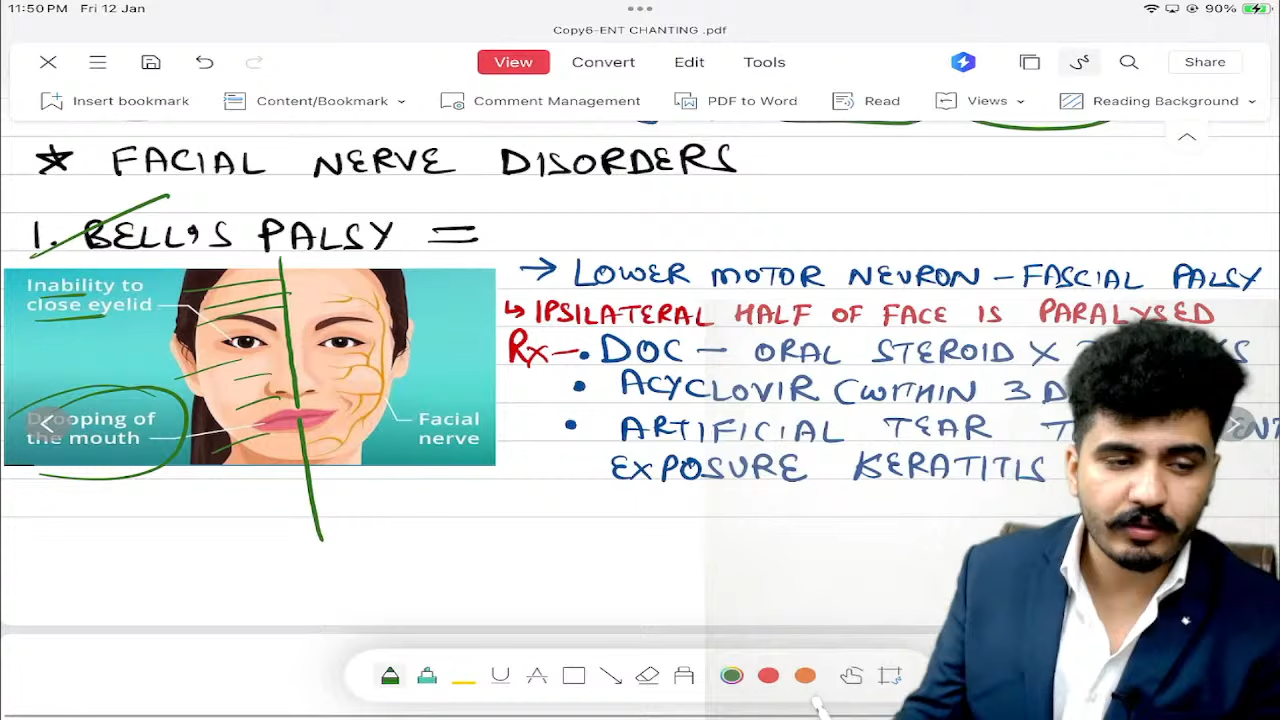 11:50 PM Fri 12 Jan
90%
Copy6-ENT CHANTING .pdf
View Convert Edit Tools Share
Insert bookmark Content/Bookmark Comment Management PDF to Word Read Views Reading Background
★ FACIAL NERVE DISORDERS
1. BELL'S PALSY =
→ LOWER MOTOR NEURON – FASCIAL PALSY
↳ IPSILATERAL HALF OF FACE IS PARALYSED
Rx – • DOC – ORAL STEROID X
• ACYCLOVIR (WITHIN 3
• ARTIFICIAL TEAR
EXPOSURE KERATITIS
Inability to
close eyelid
Drooping of
the mouth
Facial
nerve